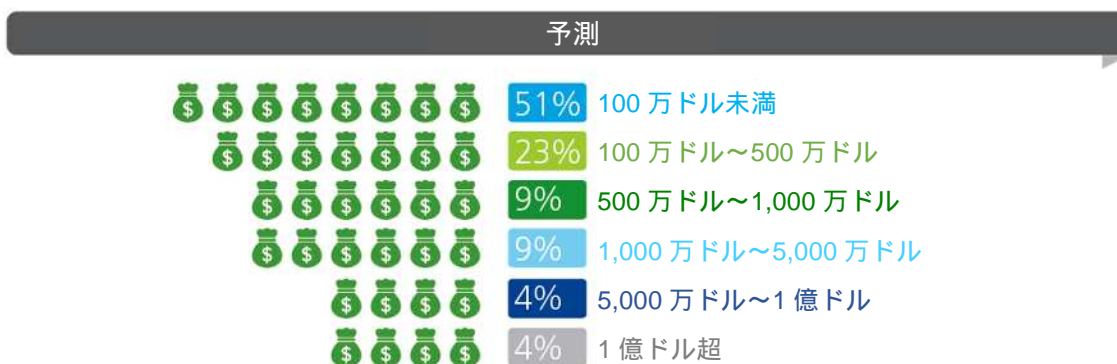 予測
51% 100 万ドル未満
23% 100 万ドル～500 万ドル
9% 500 万ドル～1,000 万ドル
9% 1,000 万ドル～5,000 万ドル
4% 5,000 万ドル～1 億ドル
4% 1 億ドル超